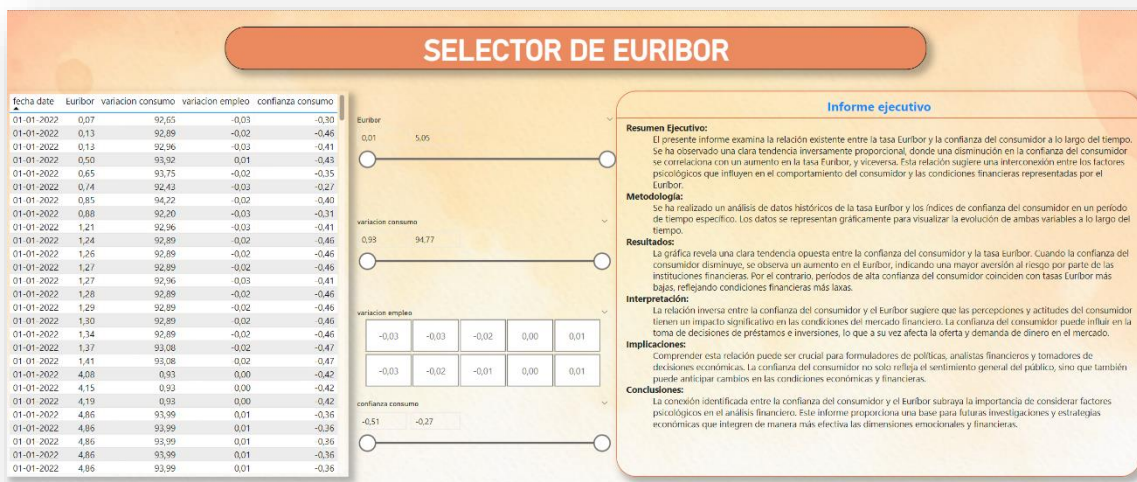 SELECTOR DE EURIBOR
fecha date Euribor variacion consumo variacion empleo confianza consumo
01-01-2022 0,07 92,65 -0,03 -0,30
01-01-2022 0,13 92,89 -0,02 -0,46
01-01-2022 0,13 92,96 -0,03 -0,41
01-01-2022 0,50 93,92 0,01 -0,43
01-01-2022 0,65 93,75 -0,02 -0,35
01-01-2022 0,74 92,43 -0,03 -0,27
01-01-2022 0,85 94,22 -0,02 -0,40
01-01-2022 0,88 92,20 -0,03 -0,31
01-01-2022 1,21 92,96 -0,03 -0,41
01-01-2022 1,24 92,89 -0,02 -0,46
01-01-2022 1,26 92,89 -0,02 -0,46
01-01-2022 1,27 92,89 -0,02 -0,46
01-01-2022 1,27 92,96 -0,03 -0,41
01-01-2022 1,28 92,89 -0,02 -0,46
01-01-2022 1,29 92,89 -0,02 -0,46
01-01-2022 1,30 92,89 -0,02 -0,46
01-01-2022 1,34 92,89 -0,02 -0,46
01-01-2022 1,37 93,08 -0,02 -0,47
01-01-2022 1,41 93,08 -0,02 -0,47
01-01-2022 4,08 0,93 0,00 -0,42
01-01-2022 4,15 0,93 0,00 -0,42
01-01-2022 4,19 0,93 0,00 -0,42
01-01-2022 4,86 93,99 0,01 -0,36
01-01-2022 4,86 93,99 0,01 -0,36
01-01-2022 4,86 93,99 0,01 -0,36
01-01-2022 4,86 93,99 0,01 -0,36
01-01-2022 4,86 93,99 0,01 -0,36
Euribor
0,01 5,05
variacion consumo
0,93 94,77
variacion empleo
-0,03 -0,03 -0,02 0,00 0,01
-0,03 -0,02 -0,01 0,00 0,01
confianza consumo
-0,51 -0,27
Informe ejecutivo
Resumen Ejecutivo:
El presente informe examina la relación existente entre la tasa Euríbor y la confianza del consumidor a lo largo del tiempo.
Se ha observado una clara tendencia inversamente proporcional, donde una disminución en la confianza del consumidor
se correlaciona con un aumento en la tasa Euríbor, y viceversa. Esta relación sugiere una interconexión entre los factores
psicológicos que influyen en el comportamiento del consumidor y las condiciones financieras representadas por el
Euríbor.
Metodología:
Se ha realizado un análisis de datos históricos de la tasa Euríbor y los índices de confianza del consumidor en un período
de tiempo específico. Los datos se representan gráficamente para visualizar la evolución de ambas variables a lo largo del
tiempo.
Resultados:
La gráfica revela una clara tendencia opuesta entre la confianza del consumidor y la tasa Euríbor. Cuando la confianza del
consumidor disminuye, se observa un aumento en el Euríbor, indicando una mayor aversión al riesgo por parte de las
instituciones financieras. Por el contrario, períodos de alta confianza del consumidor coinciden con tasas Euríbor más
bajas, reflejando condiciones financieras más laxas.
Interpretación:
La relación inversa entre la confianza del consumidor y el Euríbor sugiere que las percepciones y actitudes del consumidor
tienen un impacto significativo en las condiciones del mercado financiero. La confianza del consumidor puede influir en la
toma de decisiones de préstamos e inversiones, lo que a su vez afecta la oferta y demanda de dinero en el mercado.
Implicaciones:
Comprender esta relación puede ser crucial para formuladores de políticas, analistas financieros y tomadores de
decisiones económicas. La confianza del consumidor no solo refleja el sentimiento general del público, sino que también
puede anticipar cambios en las condiciones económicas y financieras.
Conclusiones:
La conexión identificada entre la confianza del consumidor y el Euríbor subraya la importancia de considerar factores
psicológicos en el análisis financiero. Este informe proporciona una base para futuras investigaciones y estrategias
económicas que integren de manera más efectiva las dimensiones emocionales y financieras.